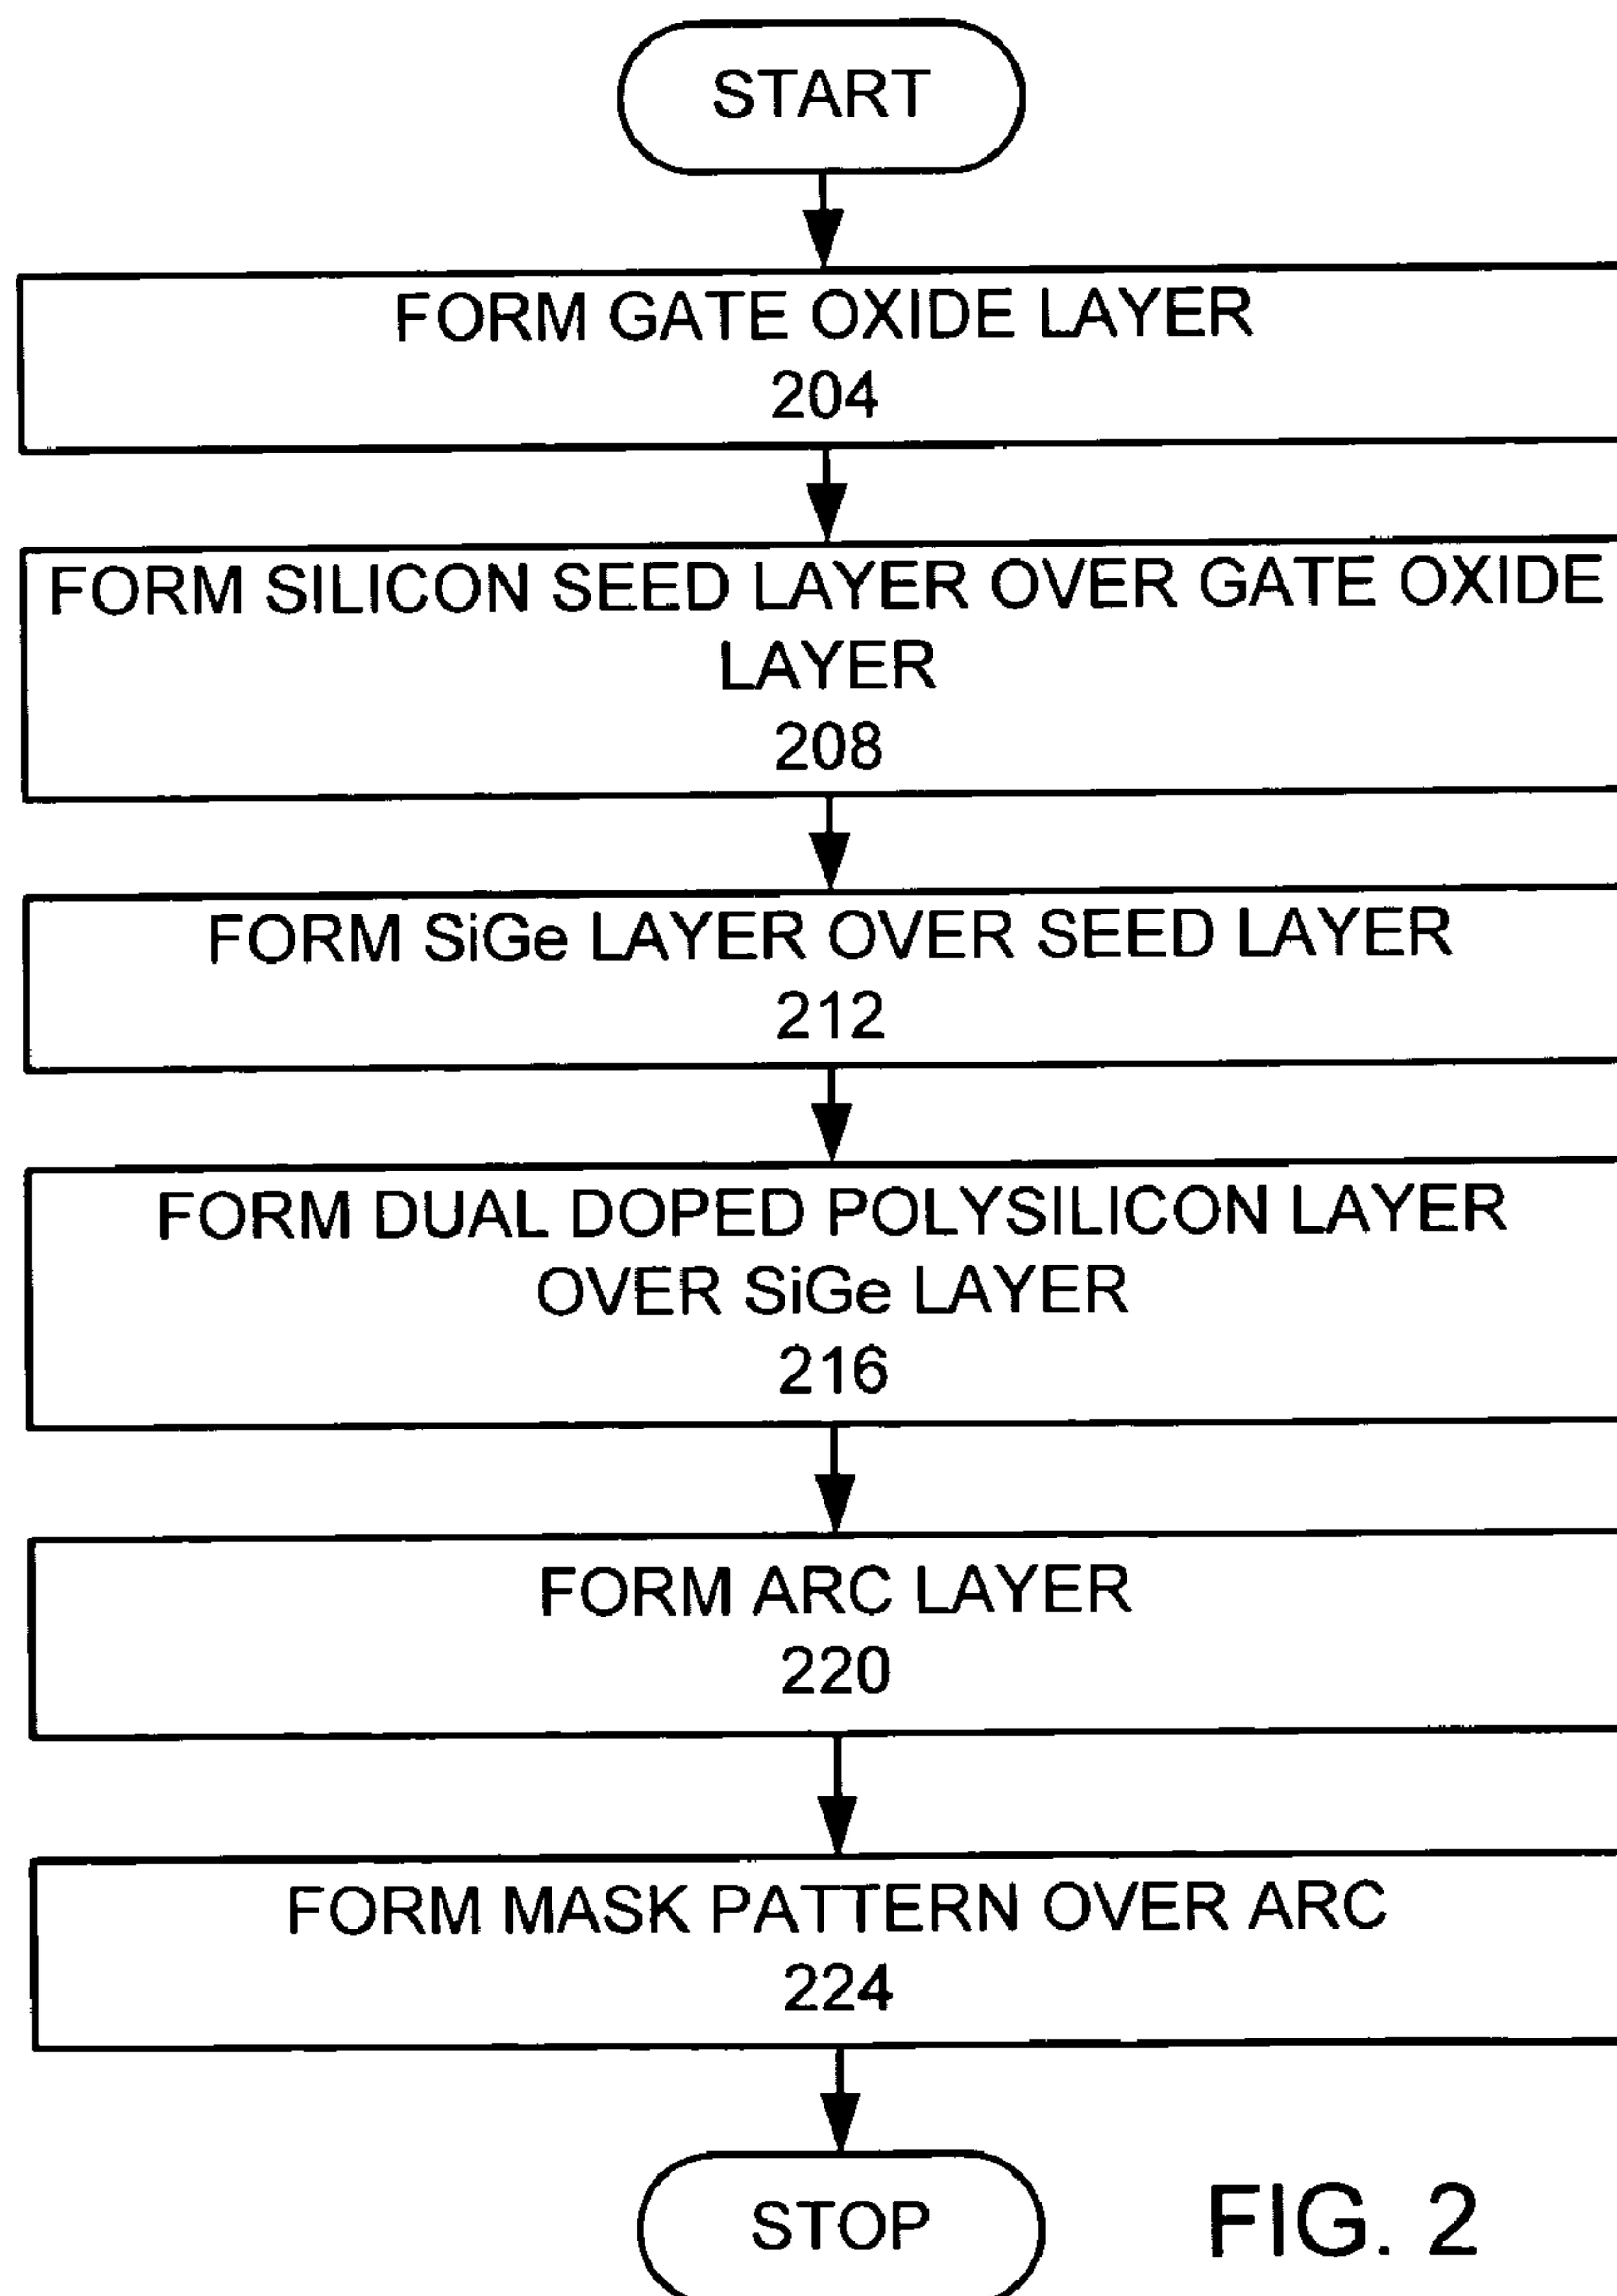 START
FORM GATE OXIDE LAYER
204
FORM SILICON SEED LAYER OVER GATE OXIDE
LAYER
208
FORM SiGe LAYER OVER SEED LAYER
212
FORM DUAL DOPED POLYSILICON LAYER
OVER SiGe LAYER
216
FORM ARC LAYER
220
FORM MASK PATTERN OVER ARC
224
STOP
FIG. 2